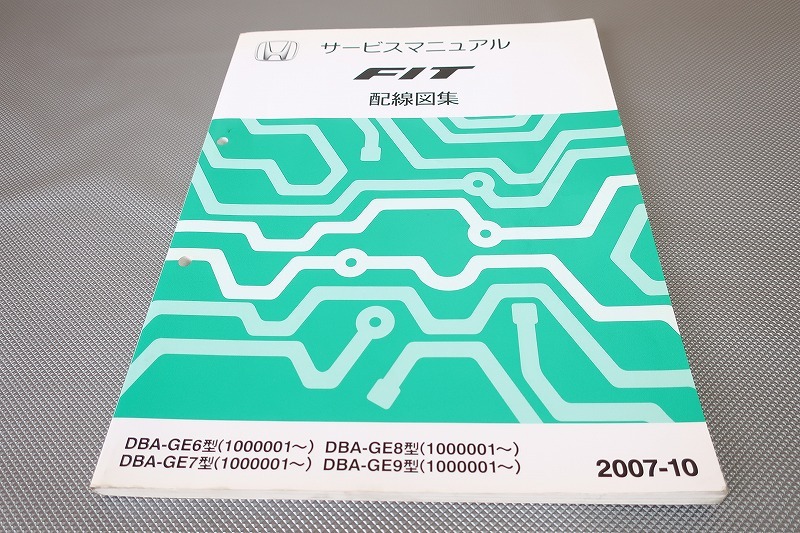 サービスマニュアル
FIT
配線図集
DBA-GE6型(1000001〜) DBA-GE8型(1000001〜)
DBA-GE7型(1000001〜) DBA-GE9型(1000001〜)
2007-10